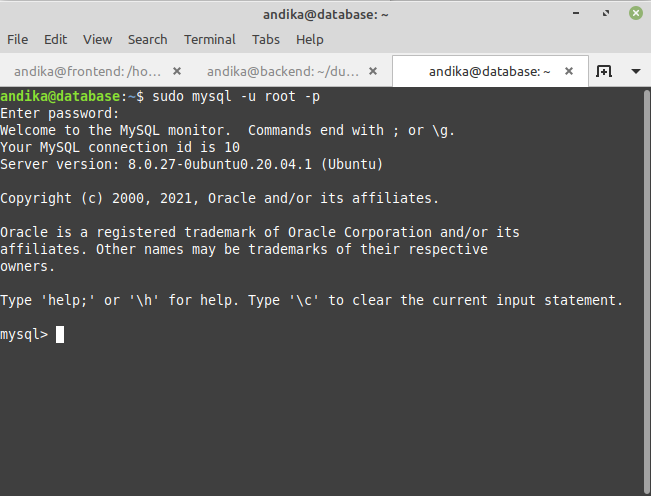 andika@database: ~
File Edit View Search Terminal Tabs Help
andika@frontend: /ho... andika@backend: ~/du... andika@database: ~
andika@database:~$ sudo mysql -u root -p
Enter password:
Welcome to the MySQL monitor.  Commands end with ; or \g.
Your MySQL connection id is 10
Server version: 8.0.27-0ubuntu0.20.04.1 (Ubuntu)
Copyright (c) 2000, 2021, Oracle and/or its affiliates.
Oracle is a registered trademark of Oracle Corporation and/or its
affiliates. Other names may be trademarks of their respective
owners.
Type 'help;' or '\h' for help. Type '\c' to clear the current input statement.
mysql>